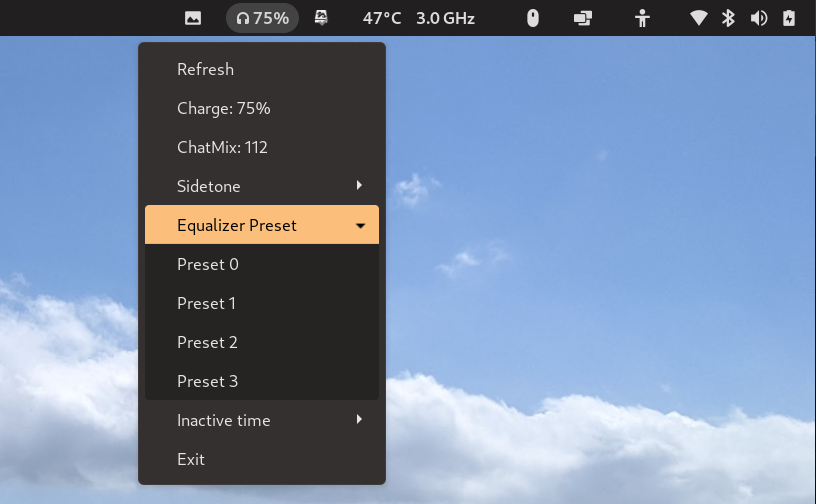 75% 47°C 3.0 GHz
Refresh
Charge: 75%
ChatMix: 112
Sidetone
Equalizer Preset
Preset 0
Preset 1
Preset 2
Preset 3
Inactive time
Exit